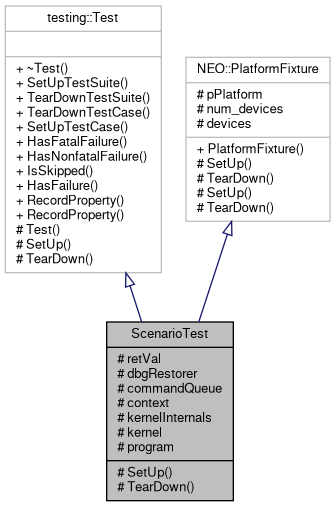 testing::Test
+ ~Test()
+ SetUpTestSuite()
+ TearDownTestSuite()
+ TearDownTestCase()
+ SetUpTestCase()
+ HasFatalFailure()
+ HasNonfatalFailure()
+ IsSkipped()
+ HasFailure()
+ RecordProperty()
+ RecordProperty()
# Test()
# SetUp()
# TearDown()
NEO::PlatformFixture
# pPlatform
# num_devices
# devices
+ PlatformFixture()
# SetUp()
# TearDown()
# SetUp()
# TearDown()
ScenarioTest
# retVal
# dbgRestorer
# commandQueue
# context
# kernelInternals
# kernel
# program
# SetUp()
# TearDown()